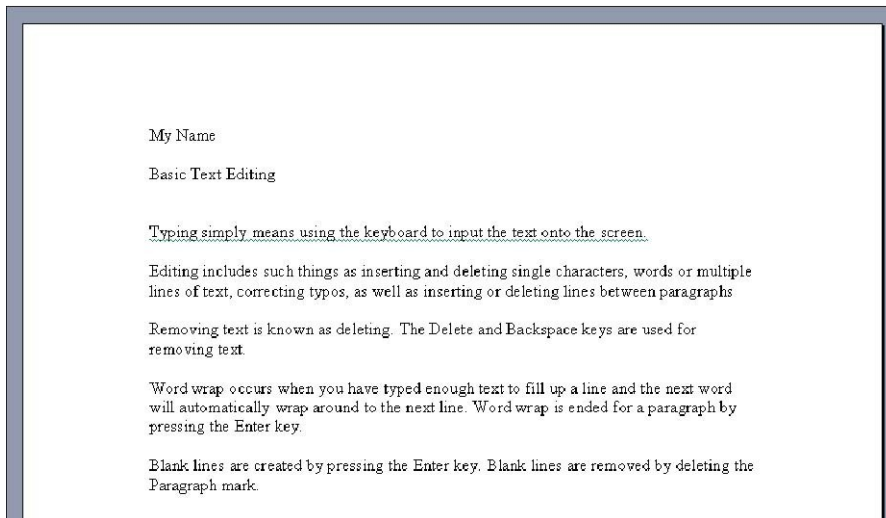 My Name
Basic Text Editing
Typing simply means using the keyboard to input the text onto the screen.
Editing includes such things as inserting and deleting single characters, words or multiple
lines of text, correcting typos, as well as inserting or deleting lines between paragraphs
Removing text is known as deleting. The Delete and Backspace keys are used for
removing text.
Word wrap occurs when you have typed enough text to fill up a line and the next word
will automatically wrap around to the next line. Word wrap is ended for a paragraph by
pressing the Enter key.
Blank lines are created by pressing the Enter key. Blank lines are removed by deleting the
Paragraph mark.